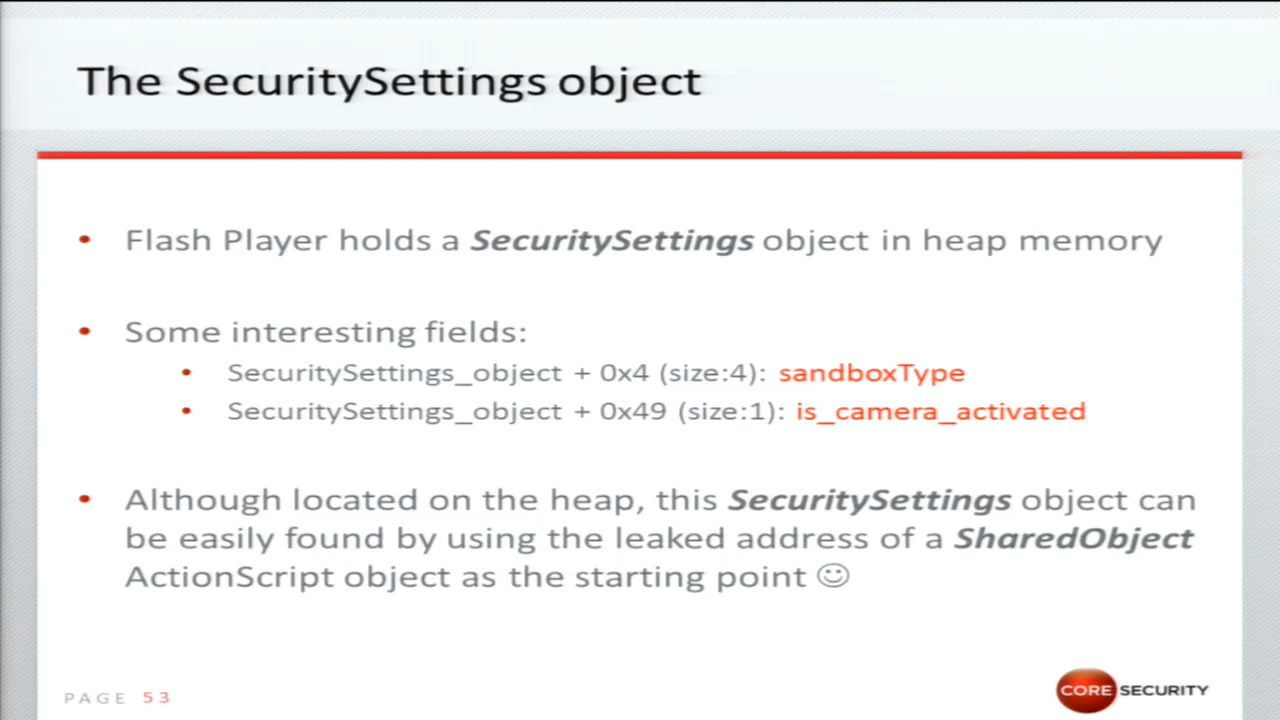 The SecuritySettings object
• Flash Player holds a SecuritySettings object in heap memory
• Some interesting fields:
• SecuritySettings_object + 0x4 (size:4): sandboxType
• SecuritySettings_object + 0x49 (size:1): is_camera_activated
• Although located on the heap, this SecuritySettings object can
be easily found by using the leaked address of a SharedObject
ActionScript object as the starting point ☺
PAGE 53
CORE SECURITY